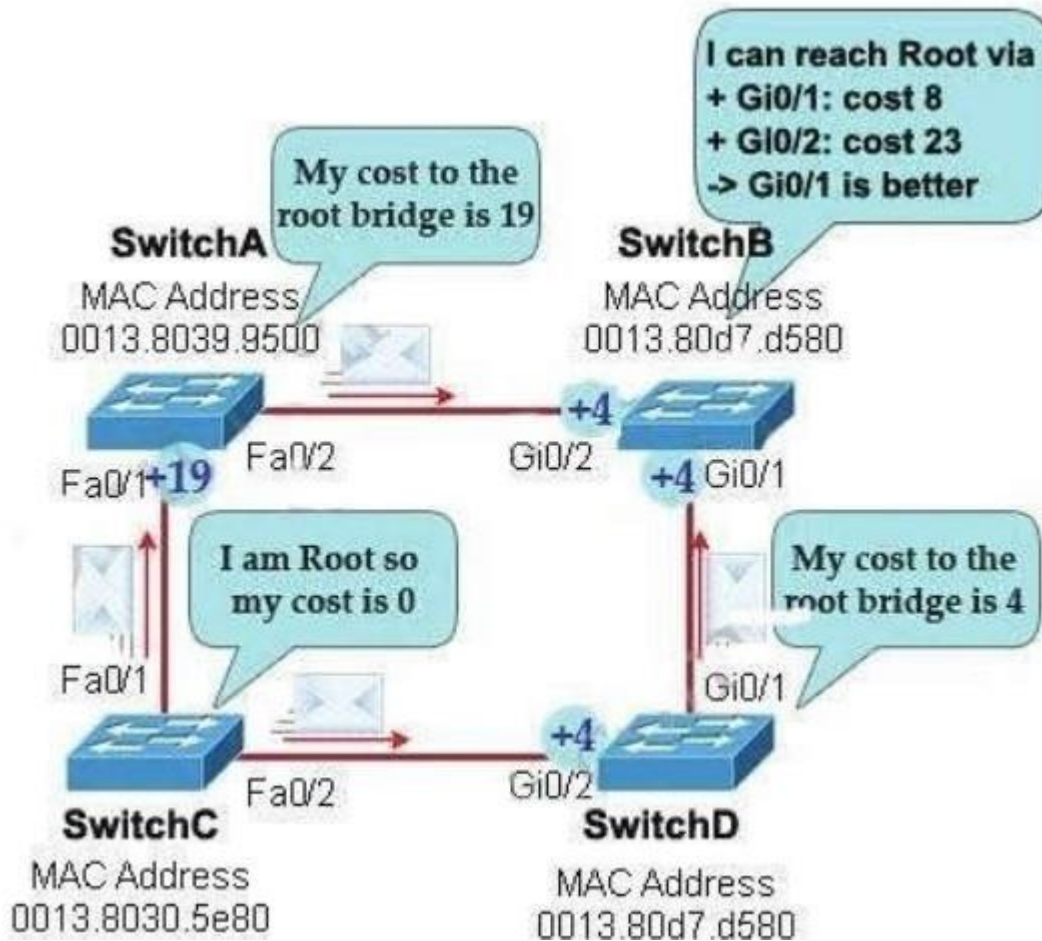 I can reach Root via
+ Gi0/1: cost 8
+ GI0/2: cost 23
-> Gi0/1 is better
My cost to the
root bridge is 19
SwitchA
SwitchB
MAC Address
0013.8039.9500
MAC Address
0013.80d7.d580
+4
Fa0/2
Gi0/2
Fa0/1
+19
+4
Gi0/1
I am Root so
my cost is 0
My cost to the
root bridge is 4
Fa0/1
Gi0/1
+4
Fa0/2
Gi0/2
SwitchC
SwitchD
MAC Address
0013.8030.5e80
MAC Address
0013.80d7.d580